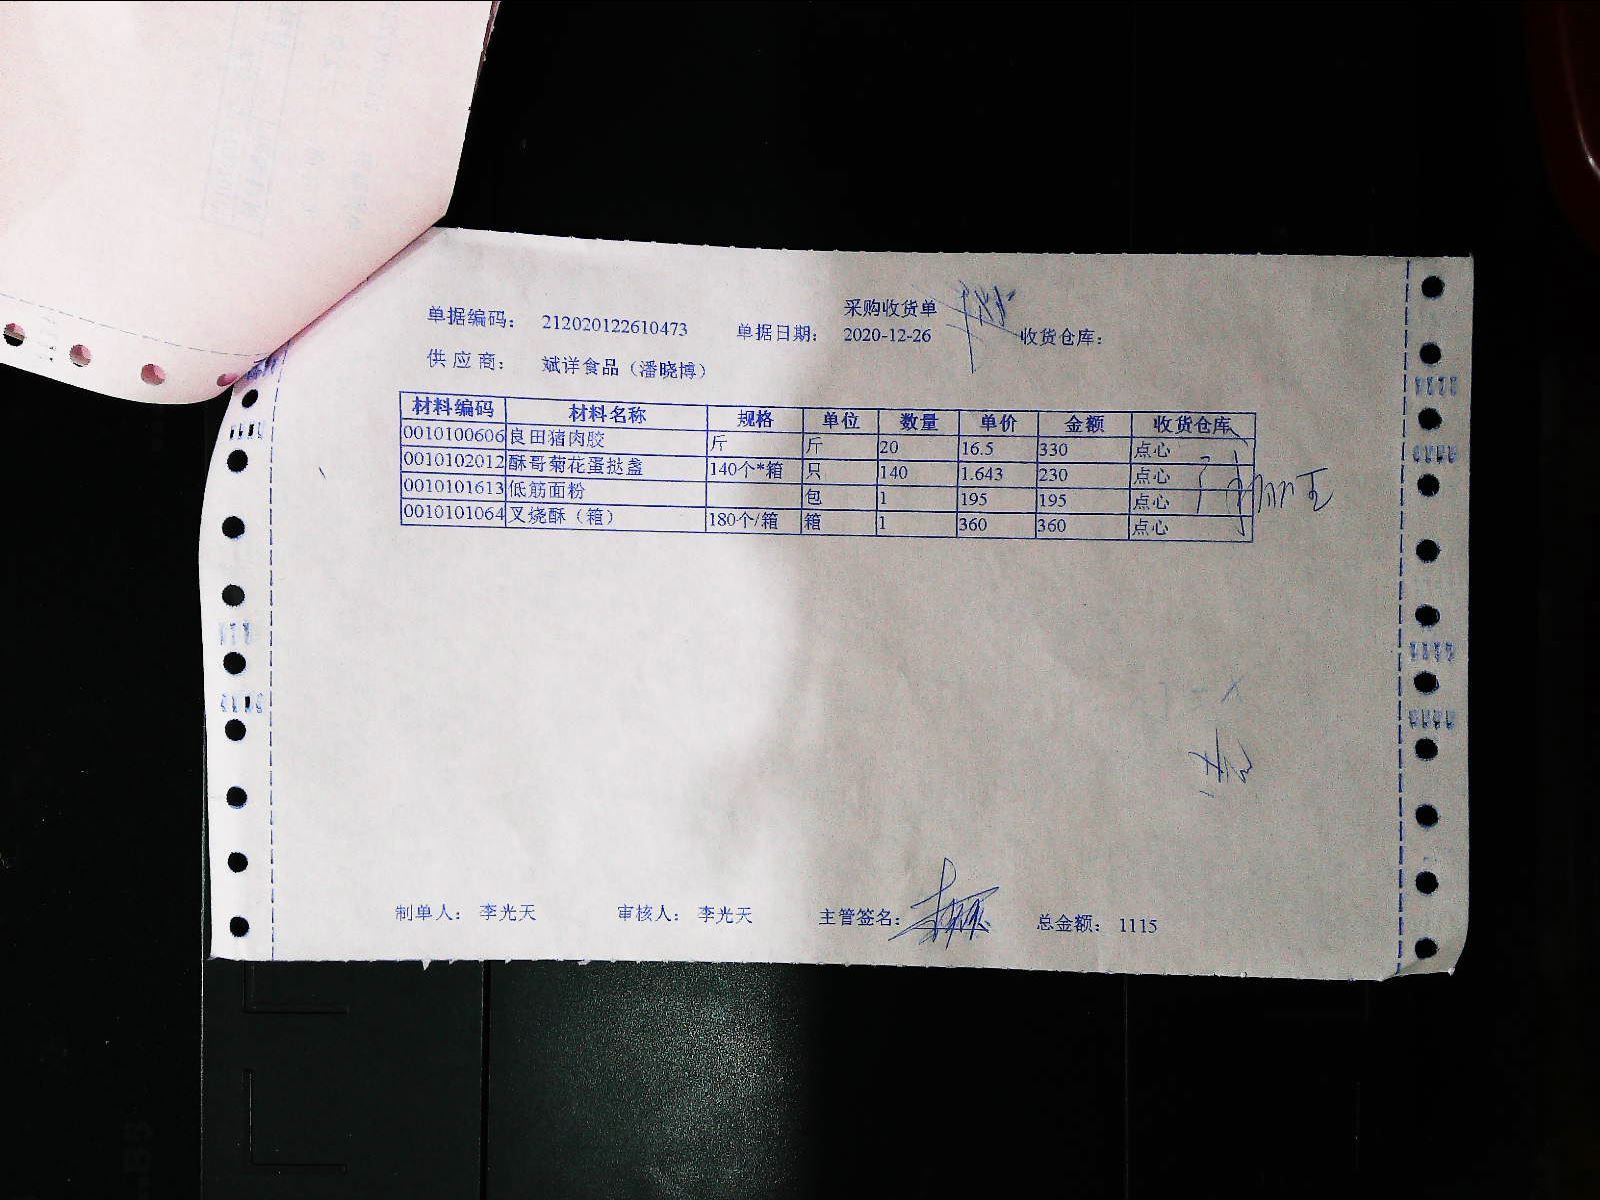 采购收货单
单据编码： 212020122610473 单据日期： 2020-12-26 收货仓库：
供 应 商： 斌洋食品（潘晓博）
材料编码 材料名称 规格 单位 数量 单价 金额 收货仓库
0010100606 良田猪肉胶 斤 斤 20 16.5 330 点心
0010102012 酥哥菊花蛋挞盏 140个*箱 只 140 1.643 230 点心
0010101613 低筋面粉 包 1 195 195 点心
0010101064 叉烧酥（箱） 180个/箱 箱 1 360 360 点心
制单人： 李光天 审核人： 李光天 主管签名： 总金额： 1115